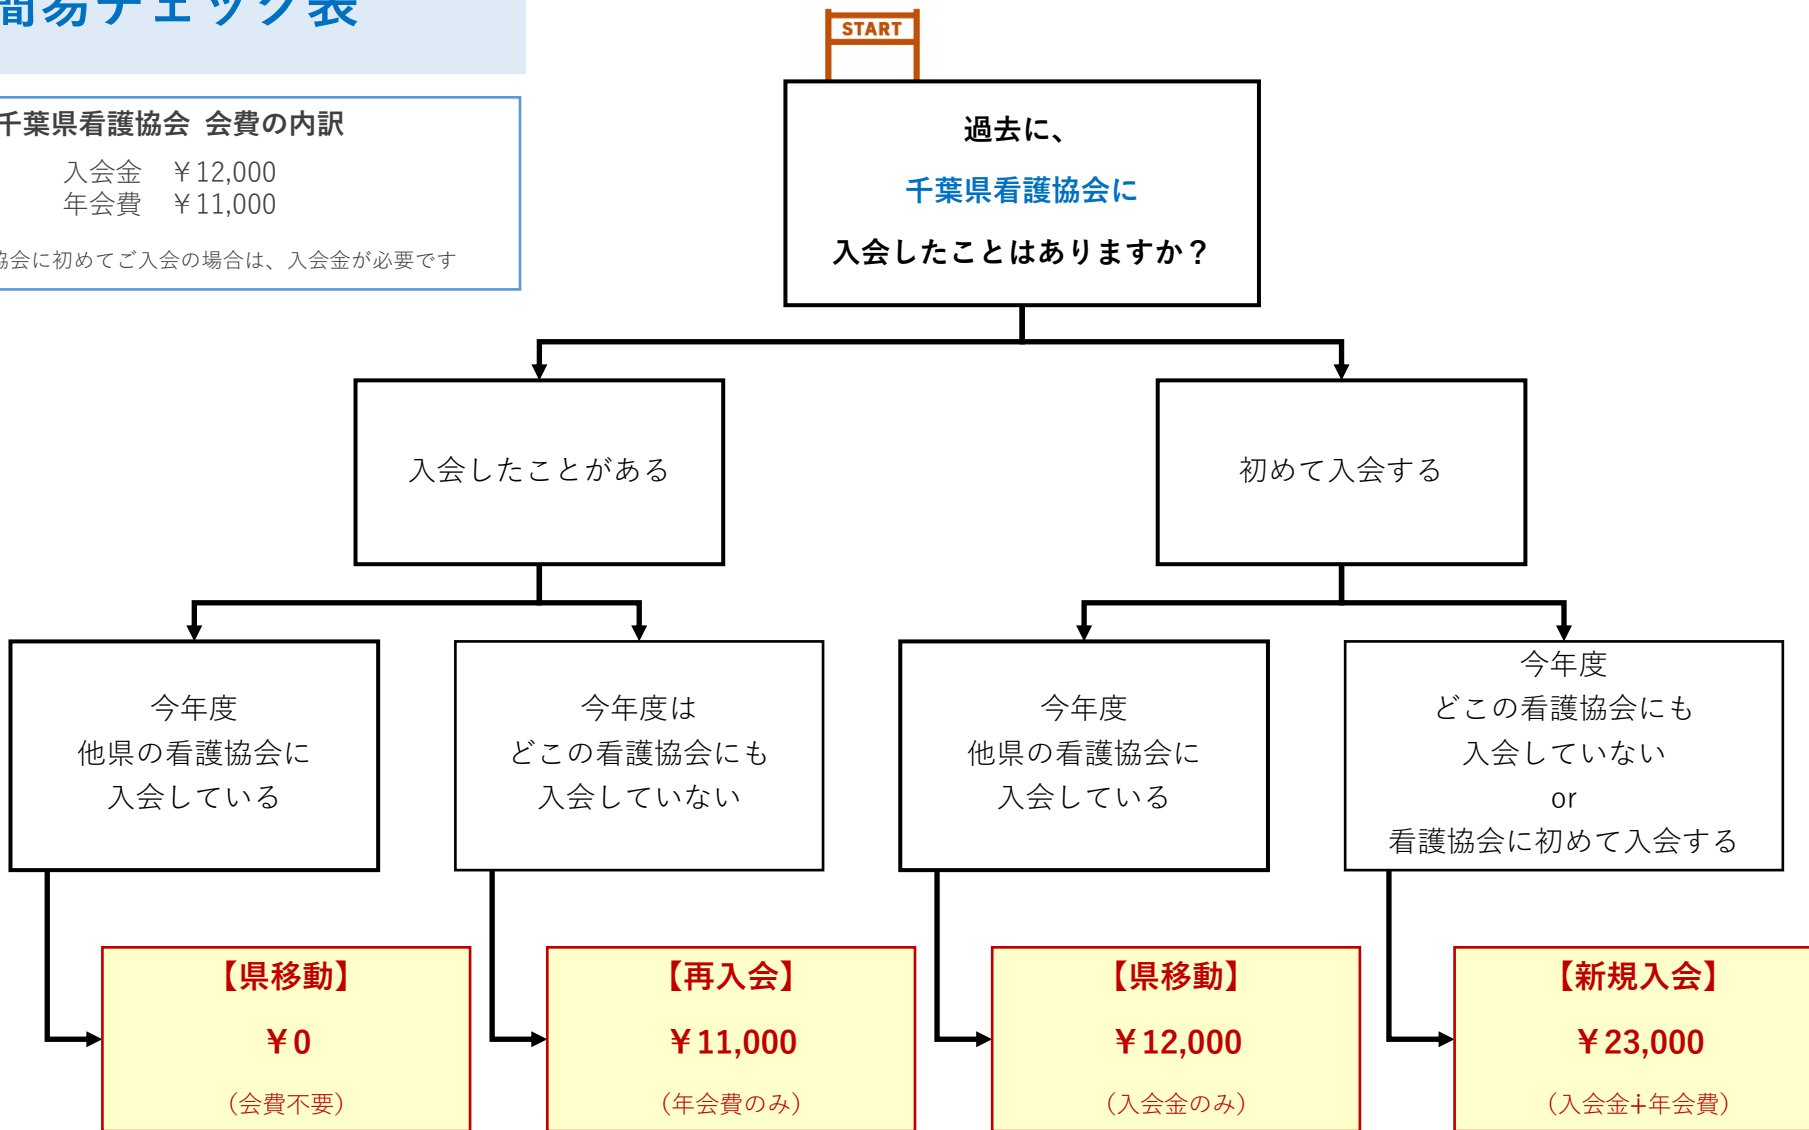 簡易チェック表
千葉県看護協会 会費の内訳
入会金 ￥12,000
年会費 ￥11,000
協会に初めてご入会の場合は、入会金が必要です
START
過去に、
千葉県看護協会に
入会したことはありますか？
入会したことがある
初めて入会する
今年度
他県の看護協会に
入会している
今年度は
どこの看護協会にも
入会していない
今年度
他県の看護協会に
入会している
今年度
どこの看護協会にも
入会していない
or
看護協会に初めて入会する
【県移動】
￥0
（会費不要）
【再入会】
￥11,000
（年会費のみ）
【県移動】
￥12,000
（入会金のみ）
【新規入会】
￥23,000
（入会金＋年会費）